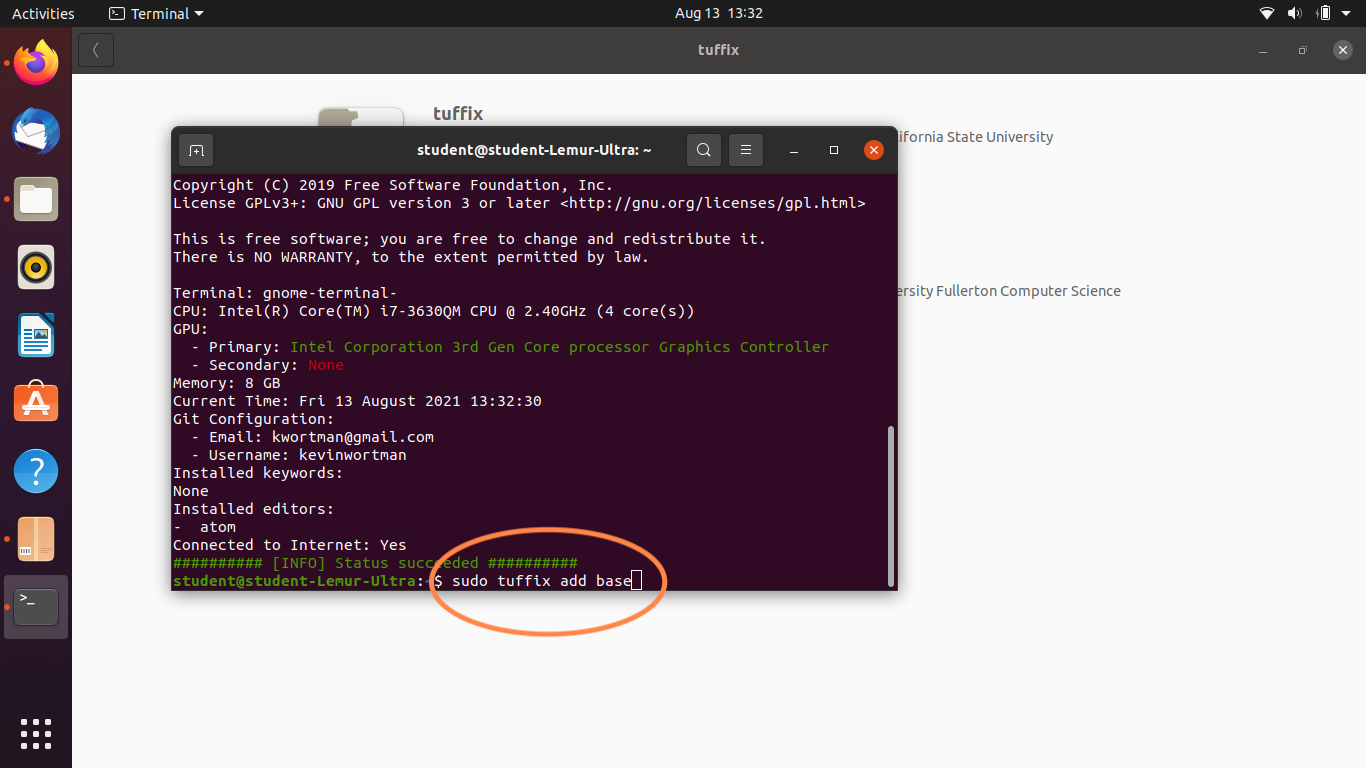 Activities
Terminal
Aug 13 13:32
tuffix
tuffix
ifornia State University
ersity Fullerton Computer Science
student@student-Lemur-Ultra: ~
Copyright (C) 2019 Free Software Foundation, Inc.
License GPLv3+: GNU GPL version 3 or later <http://gnu.org/licenses/gpl.html>
This is free software; you are free to change and redistribute it.
There is NO WARRANTY, to the extent permitted by law.
Terminal: gnome-terminal-
CPU: Intel(R) Core(TM) i7-3630QM CPU @ 2.40GHz (4 core(s))
GPU:
- Primary: Intel Corporation 3rd Gen Core processor Graphics Controller
- Secondary: None
Memory: 8 GB
Current Time: Fri 13 August 2021 13:32:30
Git Configuration:
- Email: kwortman@gmail.com
- Username: kevinwortman
Installed keywords:
None
Installed editors:
- atom
Connected to Internet: Yes
########## [INFO] Status succeeded ##########
student@student-Lemur-Ultra:~$ sudo tuffix add base